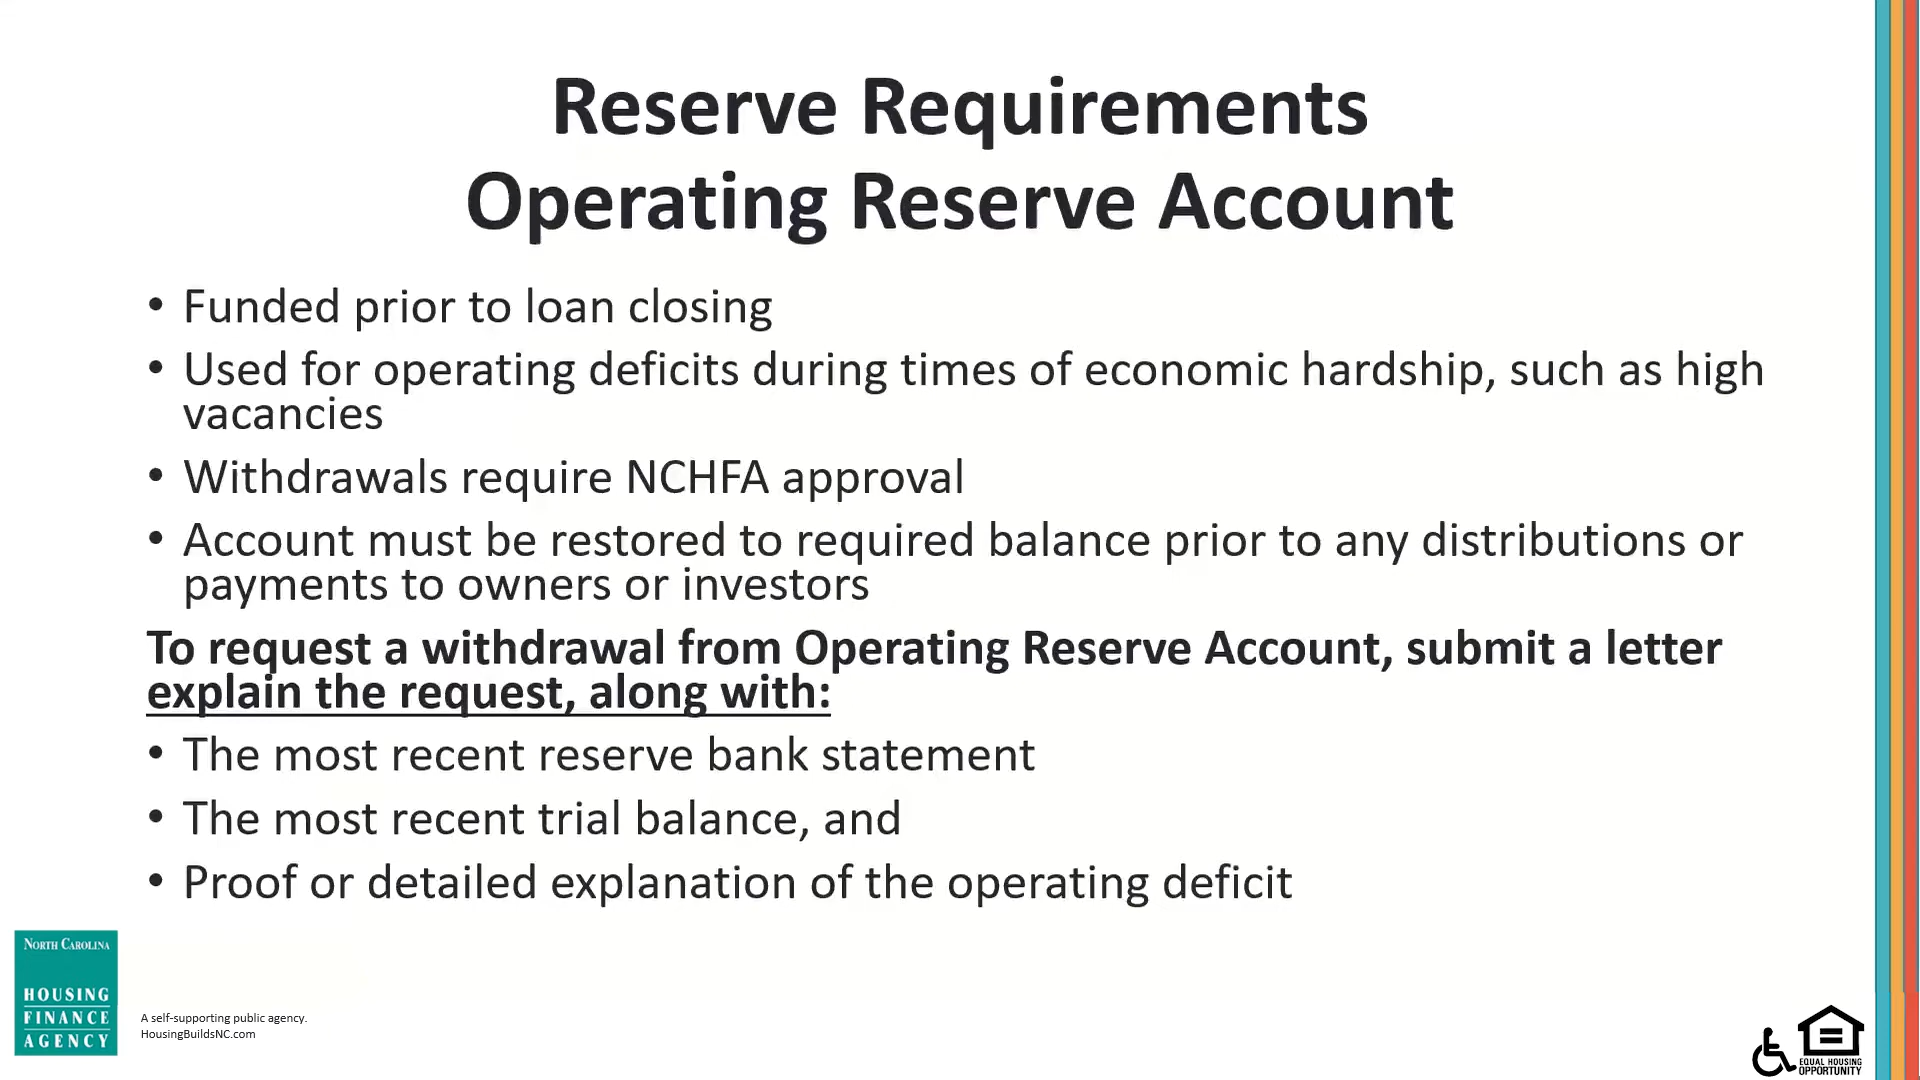 Reserve Requirements
Operating Reserve Account
• Funded prior to loan closing
• Used for operating deficits during times of economic hardship, such as high
vacancies
• Withdrawals require NCHFA approval
• Account must be restored to required balance prior to any distributions or
payments to owners or investors
To request a withdrawal from Operating Reserve Account, submit a letter
explain the request, along with:
• The most recent reserve bank statement
• The most recent trial balance, and
• Proof or detailed explanation of the operating deficit
NORTH CAROLINA
HOUSING
FINANCE
AGENCY
A self-supporting public agency.
HousingBuildsNC.com
EQUAL HOUSING
OPPORTUNITY